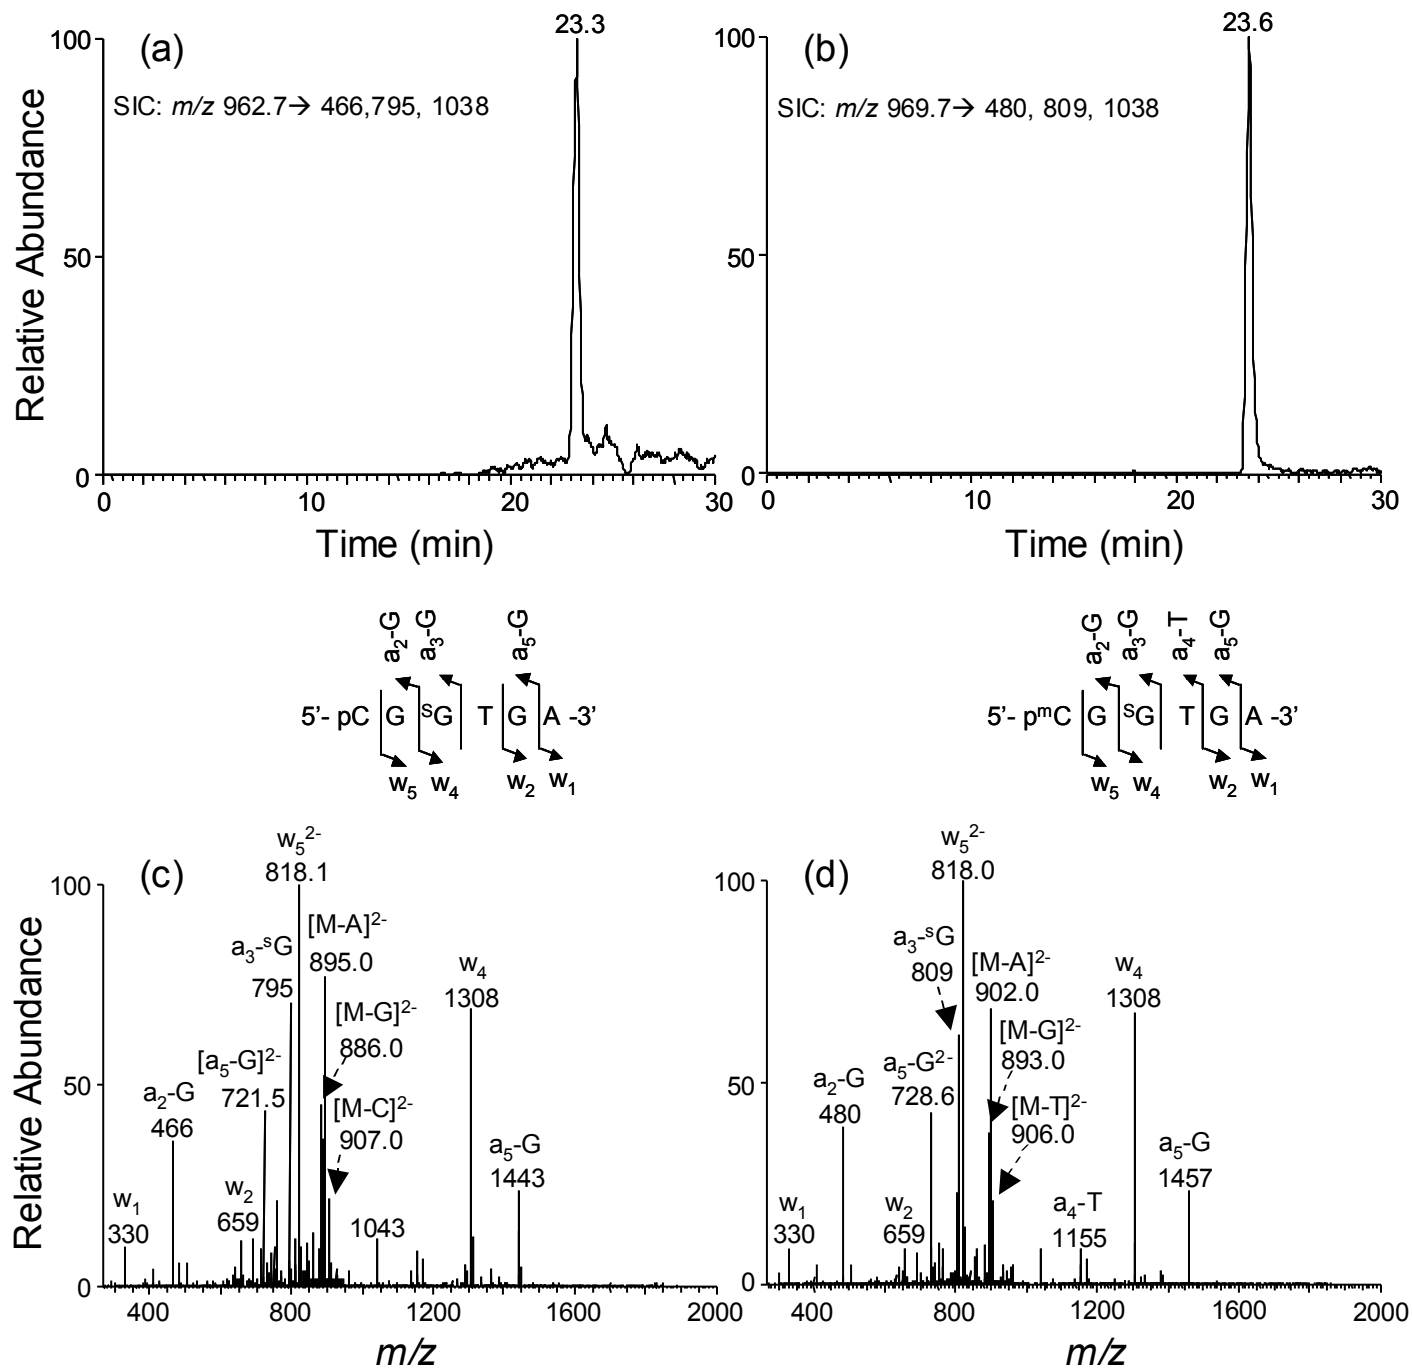 (a)
23.3
SIC: m/z 962.7→ 466,795, 1038
100
50
0
Relative Abundance
0 10 20 30
Time (min)
(b)
23.6
SIC: m/z 969.7→ 480, 809, 1038
100
50
0
0 10 20 30
Time (min)
a₂-G a₃-G a₅-G
5'- pC G ˢG T G A -3'
w₅ w₄ w₂ w₁
a₂-G a₃-G a₄-T a₅-G
5'- pᵐC G ˢG T G A -3'
w₅ w₄ w₂ w₁
(c)
w₅²⁻
818.1
[M-A]²⁻
895.0
a₃-ˢG
795
[M-G]²⁻
886.0
[a₅-G]²⁻
721.5
[M-C]²⁻
907.0
w₄
1308
a₂-G
466
a₅-G
1443
w₁
330
w₂
659
1043
100
50
0
Relative Abundance
400 800 1200 1600 2000
m/z
(d)
w₅²⁻
818.0
a₃-ˢG
809
[M-A]²⁻
902.0
w₄
1308
[M-G]²⁻
893.0
a₅-G²⁻
728.6
a₂-G
480
[M-T]²⁻
906.0
a₅-G
1457
w₁
330
w₂
659
a₄-T
1155
100
50
0
400 800 1200 1600 2000
m/z